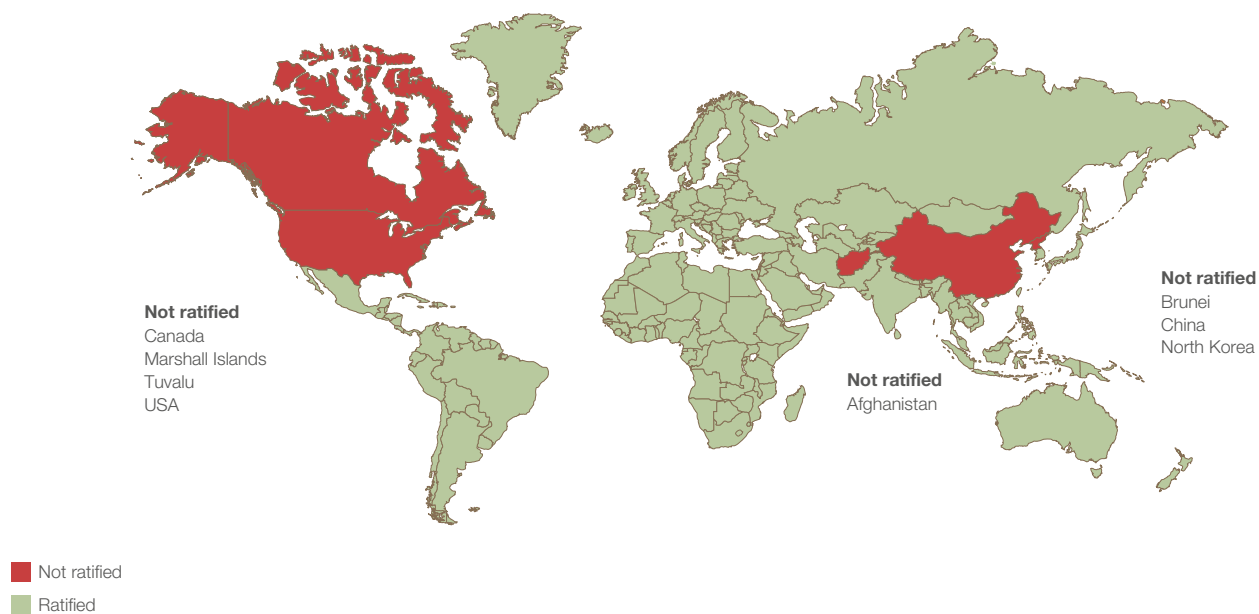 Not ratified
Canada
Marshall Islands
Tuvalu
USA
Not ratified
Afghanistan
Not ratified
Brunei
China
North Korea
Not ratified
Ratified